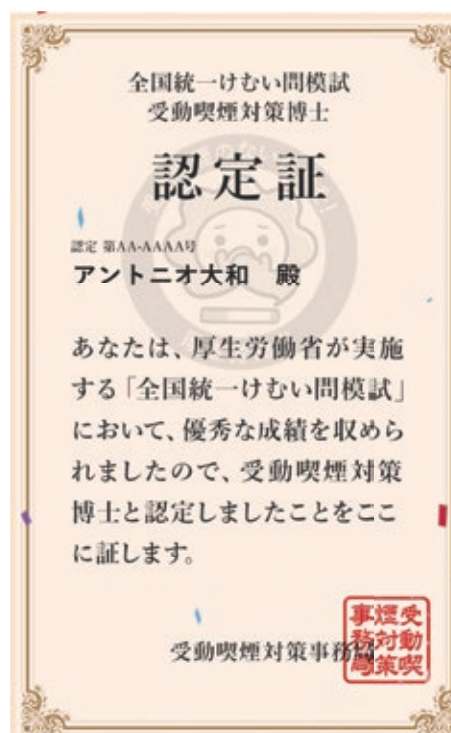 全国統一けむい問模試
受動喫煙対策博士
認定証
認定 第AA-AAAA号
アントニオ大和 殿
あなたは、厚生労働省が実施
する「全国統一けむい問模試」
において、優秀な成績を収めら
れましたので、受動喫煙対策
博士と認定しましたことをここ
に証します。
受動喫煙対策事務局
受動喫
煙対策
事務局